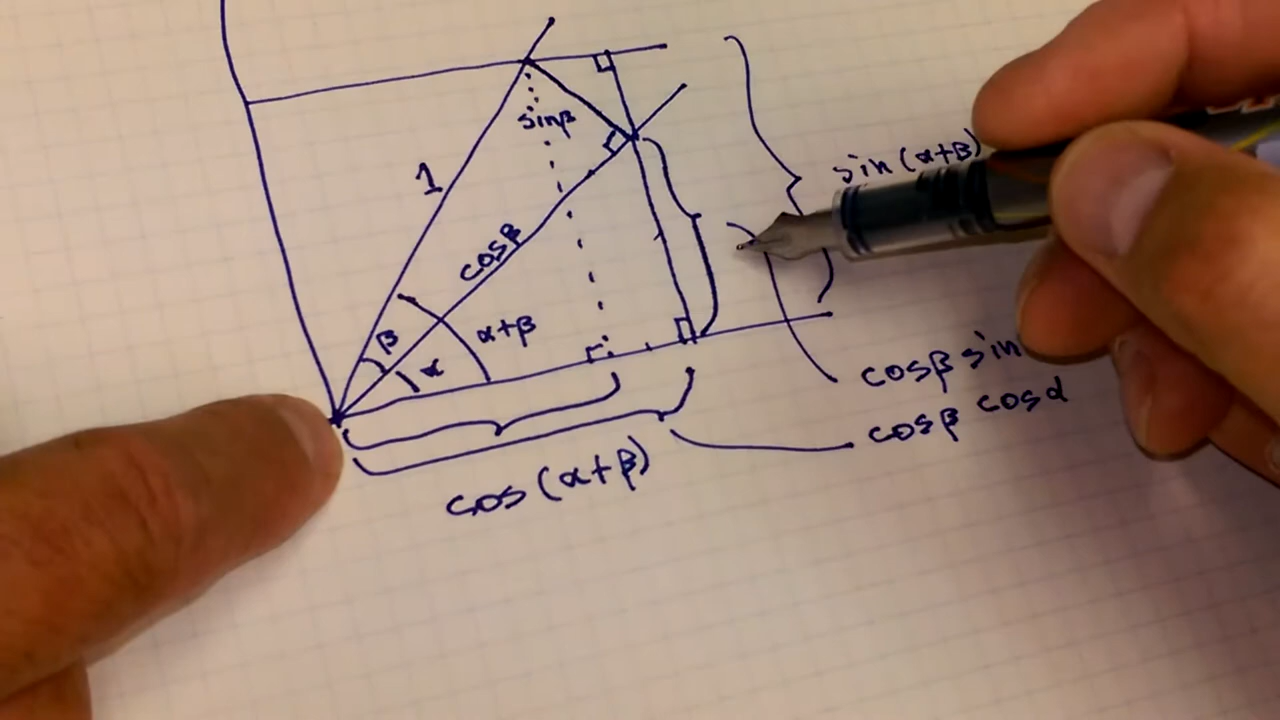 sinβ
1
sin(α+β)
cosβ
β
α+β
α
cosβ sin
cosβ cosα
cos(α+β)